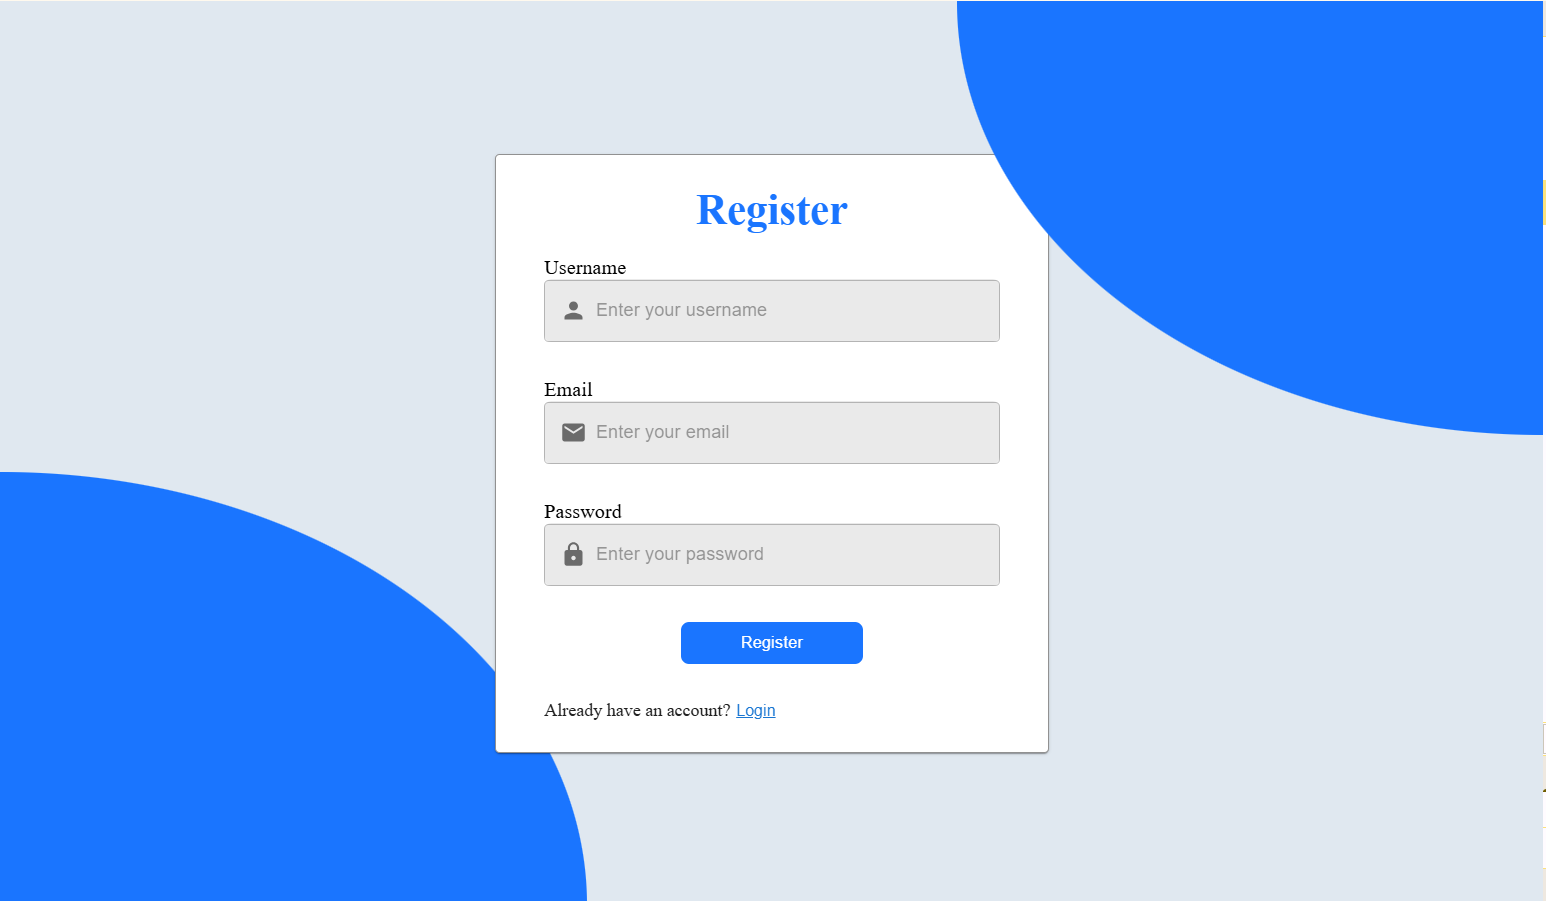 Register
Username
Enter your username
Email
Enter your email
Password
Enter your password
Register
Already have an account? Login